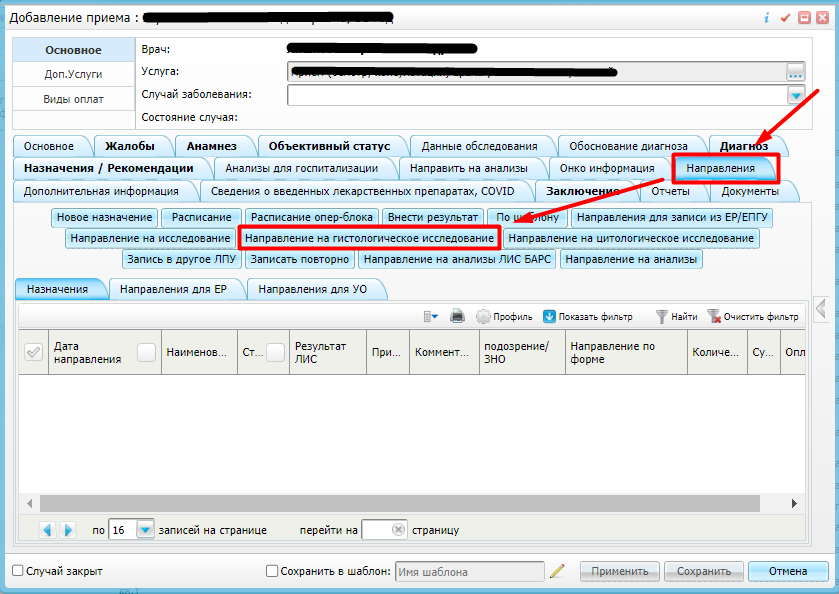 Добавление приема :
Основное
Доп.Услуги
Виды оплат
Врач:
Услуга:
Случай заболевания:
Состояние случая:
Основное Жалобы Анамнез Объективный статус Данные обследования Обоснование диагноза Диагноз
Назначения / Рекомендации Анализы для госпитализации Направить на анализы Онко информация Направления
Дополнительная информация Сведения о введенных лекарственных препаратах, COVID Заключение Отчеты Документы
Новое назначение Расписание Расписание опер-блока Внести результат По шаблону Направления для записи из ЕР/ЕПГУ
Направление на исследование Направление на гистологическое исследование Направление на цитологическое исследование
Запись в другое ЛПУ Записать повторно Направление на анализы ЛИС БАРС Направление на анализы
Назначения Направления для ЕР Направления для УО
Профиль Показать фильтр Найти Очистить фильтр
Дата направления Наименов... Ст... Результат ЛИС При... Коммент... подозрение/ЗНО Направление по форме Количе... Су... Опл
по 16 записей на странице перейти на страницу
Случай закрыт Сохранить в шаблон: Имя шаблона Применить Сохранить Отмена